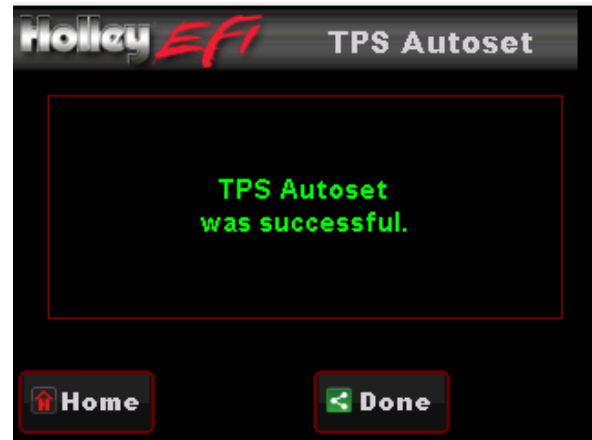 Holley EFI TPS Autoset
TPS Autoset
was successful.
Home
Done